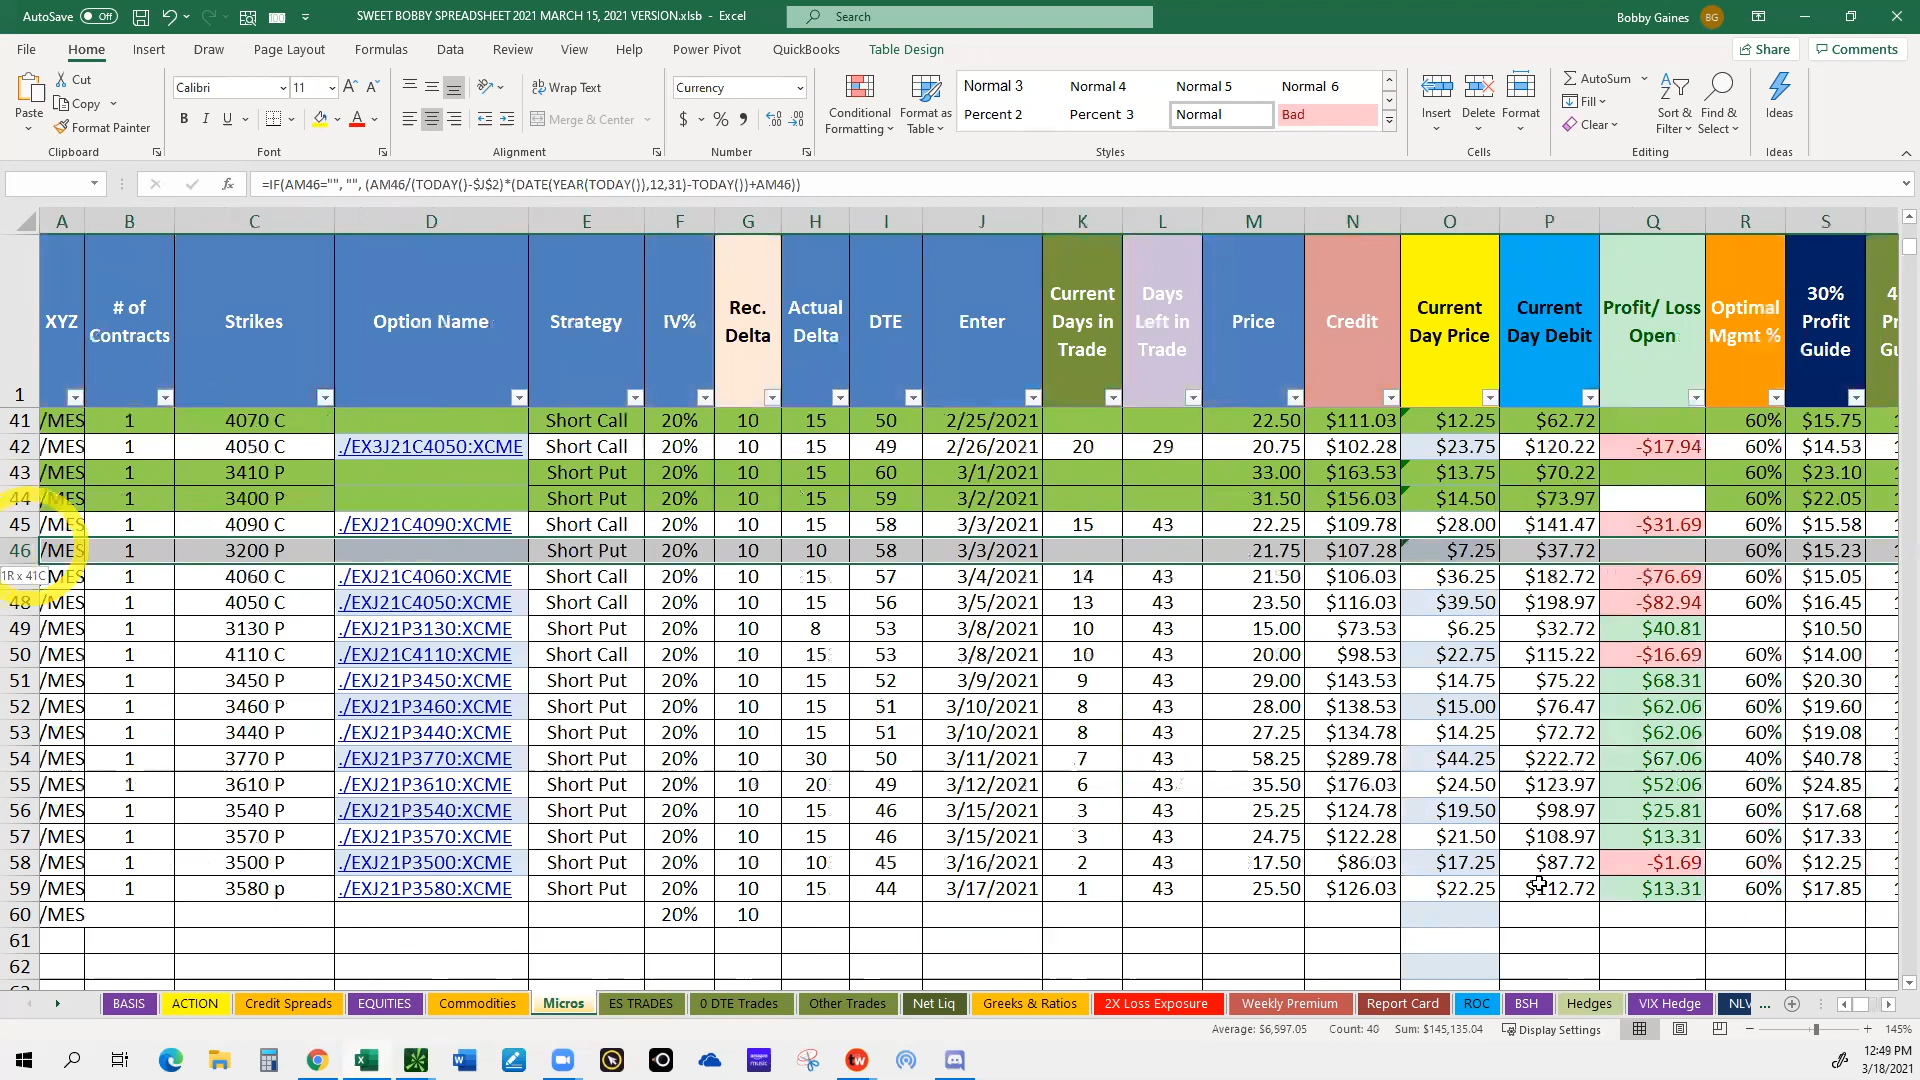 AutoSave Off SWEET BOBBY SPREADSHEET 2021 MARCH 15, 2021 VERSION.xlsb - Excel Search Bobby Gaines BG
File Home Insert Draw Page Layout Formulas Data Review View Help Power Pivot QuickBooks Table Design Share Comments
Paste Cut Copy Format Painter Clipboard
Calibri 11 B I U Font
Wrap Text Merge & Center Alignment
Currency $ % Number
Conditional Formatting Format as Table
Normal 3 Normal 4 Normal 5 Normal 6
Percent 2 Percent 3 Normal Bad
Styles
Insert Delete Format Cells
AutoSum Fill Clear Sort & Filter Find & Select Editing
Ideas Ideas
fx =IF(AM46="", "", (AM46/(TODAY()-$J$2)*(DATE(YEAR(TODAY()),12,31)-TODAY())+AM46))
A B C D E F G H I J K L M N O P Q R S
1 XYZ # of Contracts Strikes Option Name Strategy IV% Rec. Delta Actual Delta DTE Enter Current Days in Trade Days Left in Trade Price Credit Current Day Price Current Day Debit Profit/ Loss Open Optimal Mgmt % 30% Profit Guide
41 /MES 1 4070 C Short Call 20% 10 15 50 2/25/2021 22.50 $111.03 $12.25 $62.72 60% $15.75
42 /MES 1 4050 C ./EX3J21C4050:XCME Short Call 20% 10 15 49 2/26/2021 20 29 20.75 $102.28 $23.75 $120.22 -$17.94 60% $14.53
43 /MES 1 3410 P Short Put 20% 10 15 60 3/1/2021 33.00 $163.53 $13.75 $70.22 60% $23.10
44 /MES 1 3400 P Short Put 20% 10 15 59 3/2/2021 31.50 $156.03 $14.50 $73.97 60% $22.05
45 /MES 1 4090 C ./EXJ21C4090:XCME Short Call 20% 10 15 58 3/3/2021 15 43 22.25 $109.78 $28.00 $141.47 -$31.69 60% $15.58
46 /MES 1 3200 P Short Put 20% 10 10 58 3/3/2021 21.75 $107.28 $7.25 $37.72 60% $15.23
1R x 41C /MES 1 4060 C ./EXJ21C4060:XCME Short Call 20% 10 15 57 3/4/2021 14 43 21.50 $106.03 $36.25 $182.72 -$76.69 60% $15.05
48 /MES 1 4050 C ./EXJ21C4050:XCME Short Call 20% 10 15 56 3/5/2021 13 43 23.50 $116.03 $39.50 $198.97 -$82.94 60% $16.45
49 /MES 1 3130 P ./EXJ21P3130:XCME Short Put 20% 10 8 53 3/8/2021 10 43 15.00 $73.53 $6.25 $32.72 $40.81 $10.50
50 /MES 1 4110 C ./EXJ21C4110:XCME Short Call 20% 10 15 53 3/8/2021 10 43 20.00 $98.53 $22.75 $115.22 -$16.69 60% $14.00
51 /MES 1 3450 P ./EXJ21P3450:XCME Short Put 20% 10 15 52 3/9/2021 9 43 29.00 $143.53 $14.75 $75.22 $68.31 60% $20.30
52 /MES 1 3460 P ./EXJ21P3460:XCME Short Put 20% 10 15 51 3/10/2021 8 43 28.00 $138.53 $15.00 $76.47 $62.06 60% $19.60
53 /MES 1 3440 P ./EXJ21P3440:XCME Short Put 20% 10 15 51 3/10/2021 8 43 27.25 $134.78 $14.25 $72.72 $62.06 60% $19.08
54 /MES 1 3770 P ./EXJ21P3770:XCME Short Put 20% 10 30 50 3/11/2021 7 43 58.25 $289.78 $44.25 $222.72 $67.06 40% $40.78
55 /MES 1 3610 P ./EXJ21P3610:XCME Short Put 20% 10 20 49 3/12/2021 6 43 35.50 $176.03 $24.50 $123.97 $52.06 60% $24.85
56 /MES 1 3540 P ./EXJ21P3540:XCME Short Put 20% 10 15 46 3/15/2021 3 43 25.25 $124.78 $19.50 $98.97 $25.81 60% $17.68
57 /MES 1 3570 P ./EXJ21P3570:XCME Short Put 20% 10 15 46 3/15/2021 3 43 24.75 $122.28 $21.50 $108.97 $13.31 60% $17.33
58 /MES 1 3500 P ./EXJ21P3500:XCME Short Put 20% 10 10 45 3/16/2021 2 43 17.50 $86.03 $17.25 $87.72 -$1.69 60% $12.25
59 /MES 1 3580 p ./EXJ21P3580:XCME Short Put 20% 10 15 44 3/17/2021 1 43 25.50 $126.03 $22.25 $112.72 $13.31 60% $17.85
60 /MES 20% 10
61
62
BASIS ACTION Credit Spreads EQUITIES Commodities Micros ES TRADES 0 DTE Trades Other Trades Net Liq Greeks & Ratios 2X Loss Exposure Weekly Premium Report Card ROC BSH Hedges VIX Hedge NLV ...
Average: $6,997.05 Count: 40 Sum: $145,135.04 Display Settings 145%
12:49 PM
3/18/2021